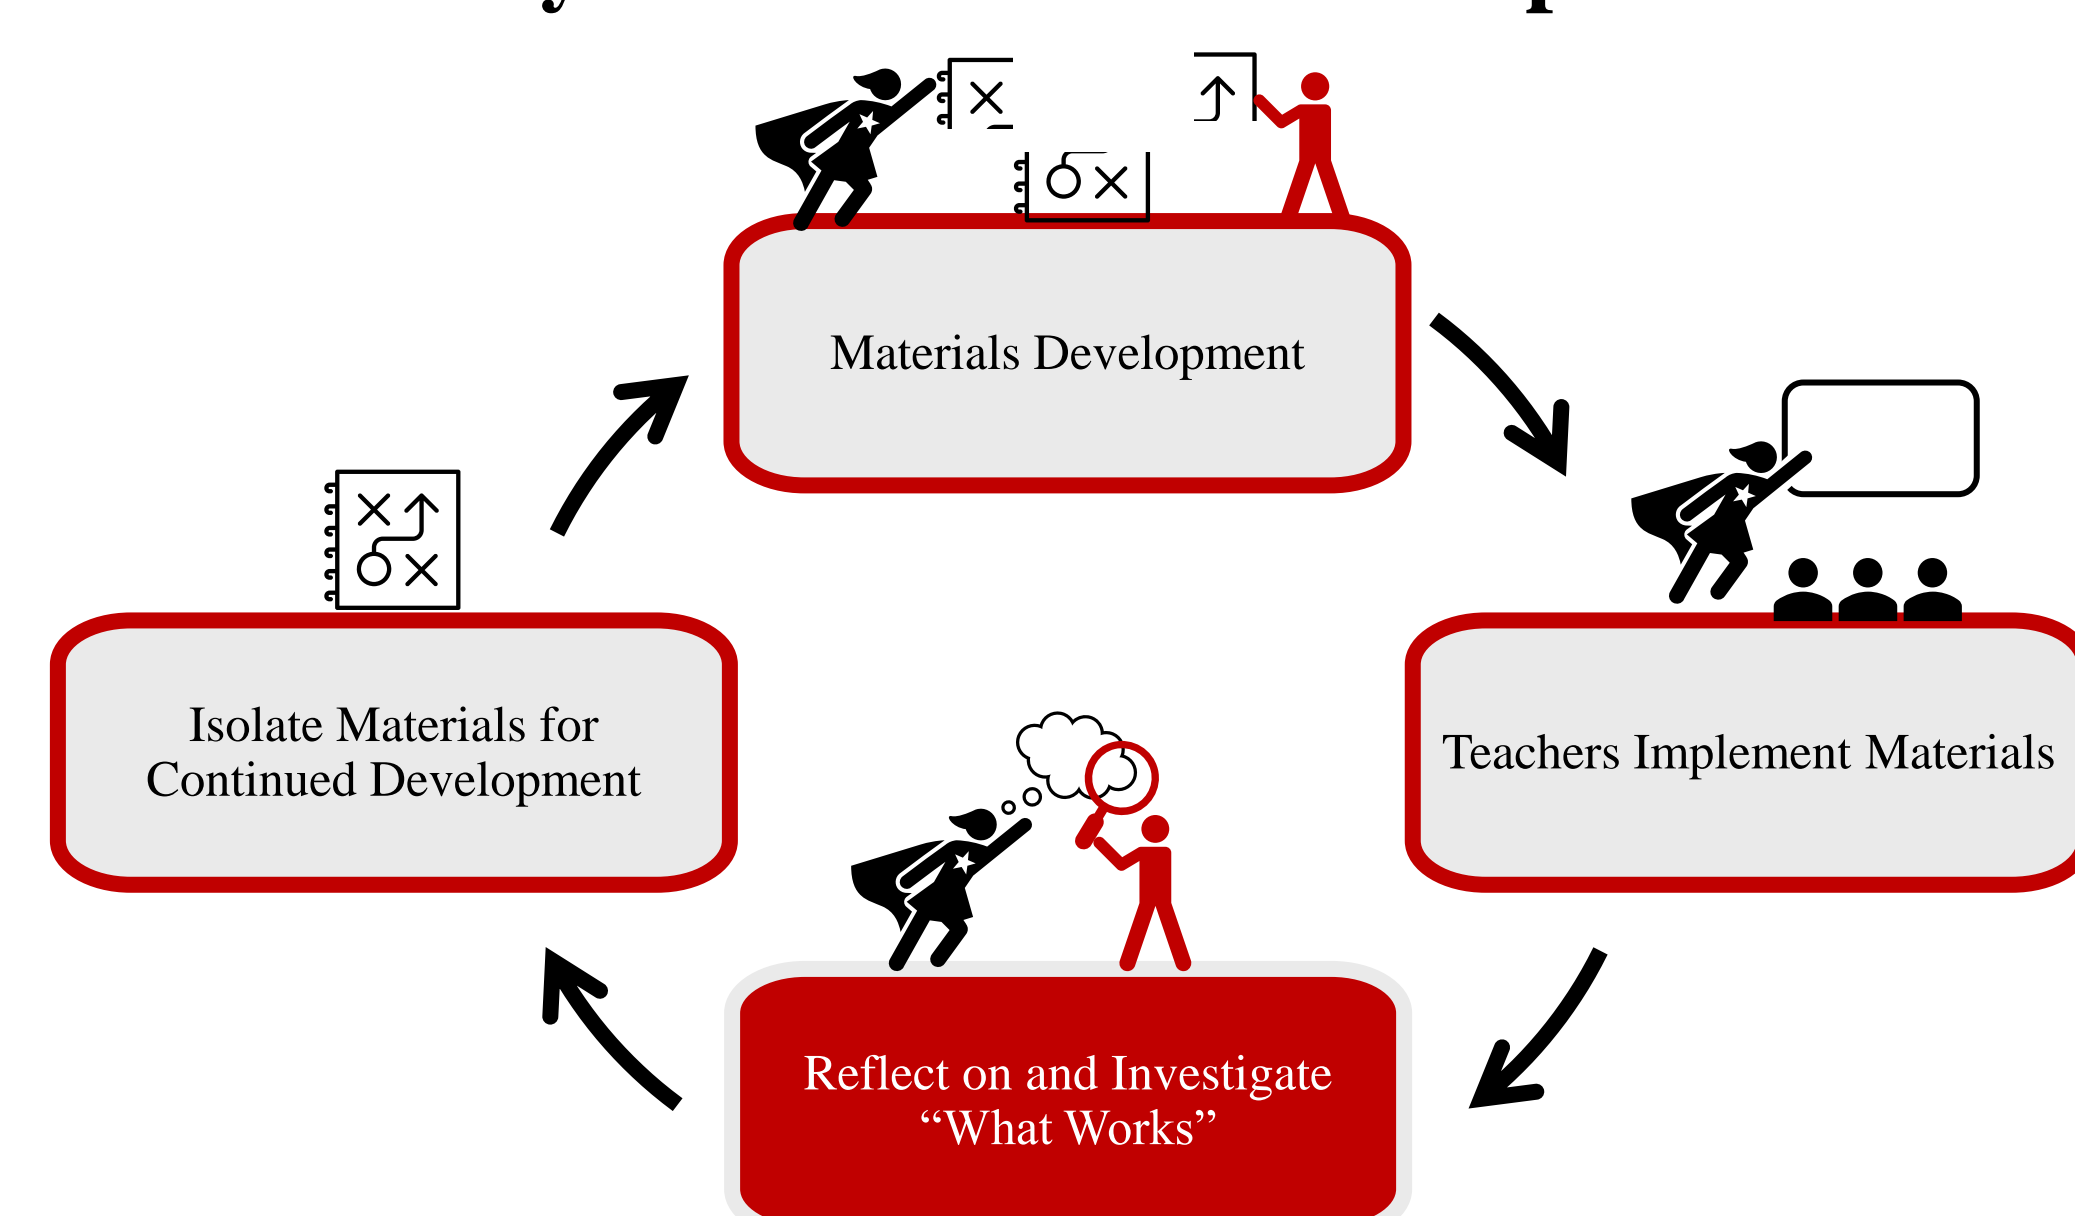 Materials Development
Teachers Implement Materials
Isolate Materials for
Continued Development
Reflect on and Investigate
“What Works”